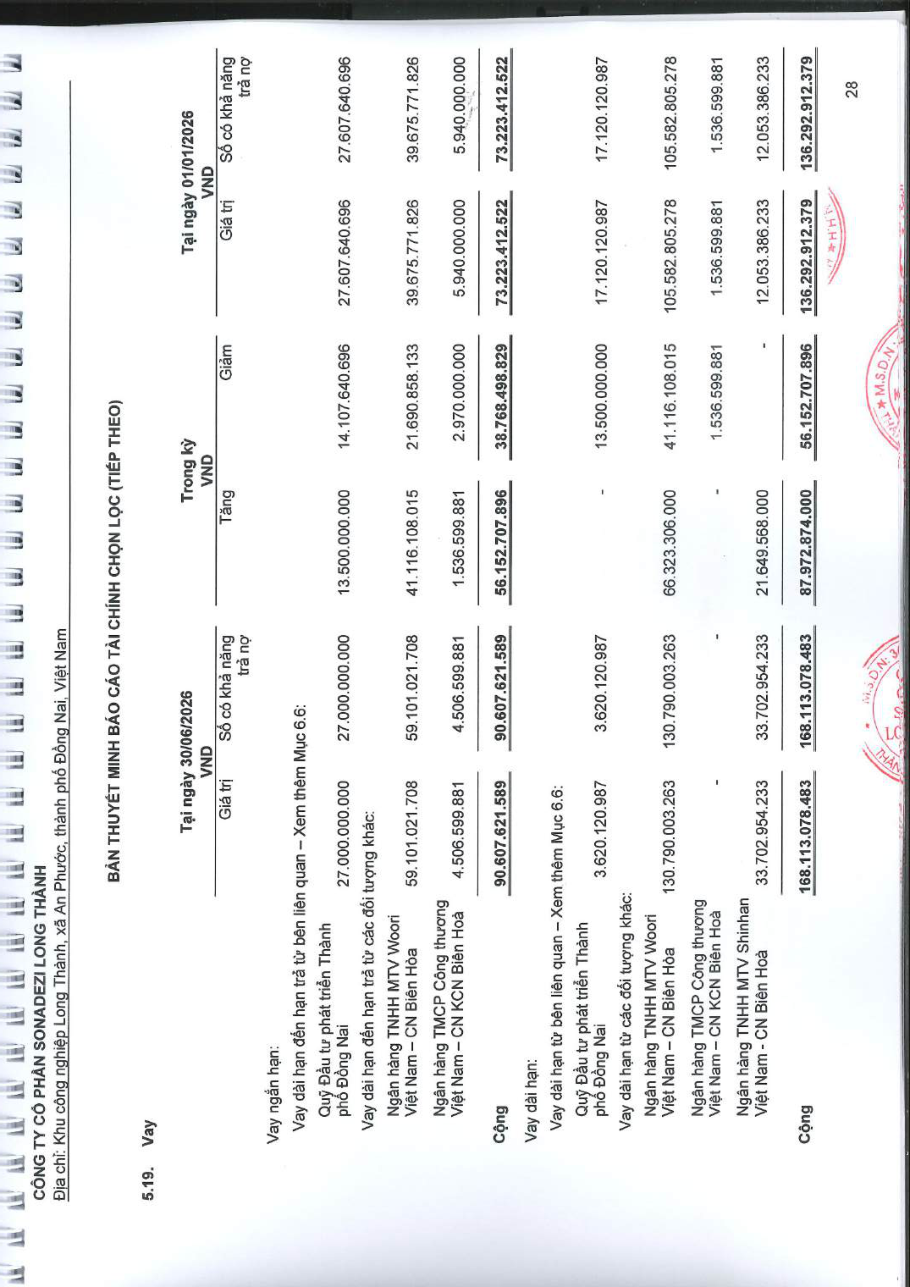 CÔNG TY CỔ PHẦN SONADEZI LONG THÀNH
Địa chỉ: Khu công nghiệp Long Thành, xã An Phước, thành phố Đồng Nai, Việt Nam
BẢN THUYẾT MINH BÁO CÁO TÀI CHÍNH CHỌN LỌC (TIẾP THEO)
5.19. Vay
Tại ngày 30/06/2026 Trong kỳ Tại ngày 01/01/2026
VND VND VND
Giá trị Số có khả năng Tăng Giảm Giá trị Số có khả năng
trả nợ trả nợ
Vay ngắn hạn:
Vay dài hạn đến hạn trả từ bên liên quan – Xem thêm Mục 6.6:
Quỹ Đầu tư phát triển Thành
phố Đồng Nai 27.000.000.000 27.000.000.000 13.500.000.000 14.107.640.696 27.607.640.696 27.607.640.696
Vay dài hạn đến hạn trả từ các đối tượng khác:
Ngân hàng TNHH MTV Woori
Việt Nam – CN Biên Hòa 59.101.021.708 59.101.021.708 41.116.108.015 21.690.858.133 39.675.771.826 39.675.771.826
Ngân hàng TMCP Công thương
Việt Nam – CN KCN Biên Hoà 4.506.599.881 4.506.599.881 1.536.599.881 2.970.000.000 5.940.000.000 5.940.000.000
Cộng 90.607.621.589 90.607.621.589 56.152.707.896 38.768.498.829 73.223.412.522 73.223.412.522
Vay dài hạn:
Vay dài hạn từ bên liên quan – Xem thêm Mục 6.6:
Quỹ Đầu tư phát triển Thành
phố Đồng Nai 3.620.120.987 3.620.120.987 - 13.500.000.000 17.120.120.987 17.120.120.987
Vay dài hạn từ các đối tượng khác:
Ngân hàng TNHH MTV Woori
Việt Nam – CN Biên Hòa 130.790.003.263 130.790.003.263 66.323.306.000 41.116.108.015 105.582.805.278 105.582.805.278
Ngân hàng TMCP Công thương
Việt Nam – CN KCN Biên Hoà - - - 1.536.599.881 1.536.599.881 1.536.599.881
Ngân hàng TNHH MTV Shinhan
Việt Nam - CN Biên Hoà 33.702.954.233 33.702.954.233 21.649.568.000 - 12.053.386.233 12.053.386.233
Cộng 168.113.078.483 168.113.078.483 87.972.874.000 56.152.707.896 136.292.912.379 136.292.912.379
28
M.S.D.N: 3
M.S.D.N